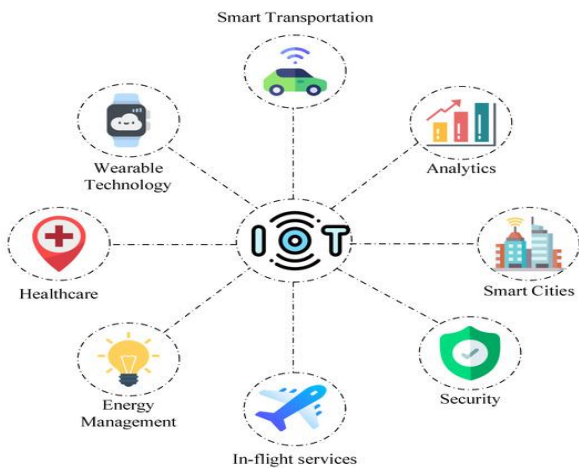 Smart Transportation
Wearable
Technology
Analytics
IOT
Healthcare
Smart Cities
Energy
Management
Security
In-flight services